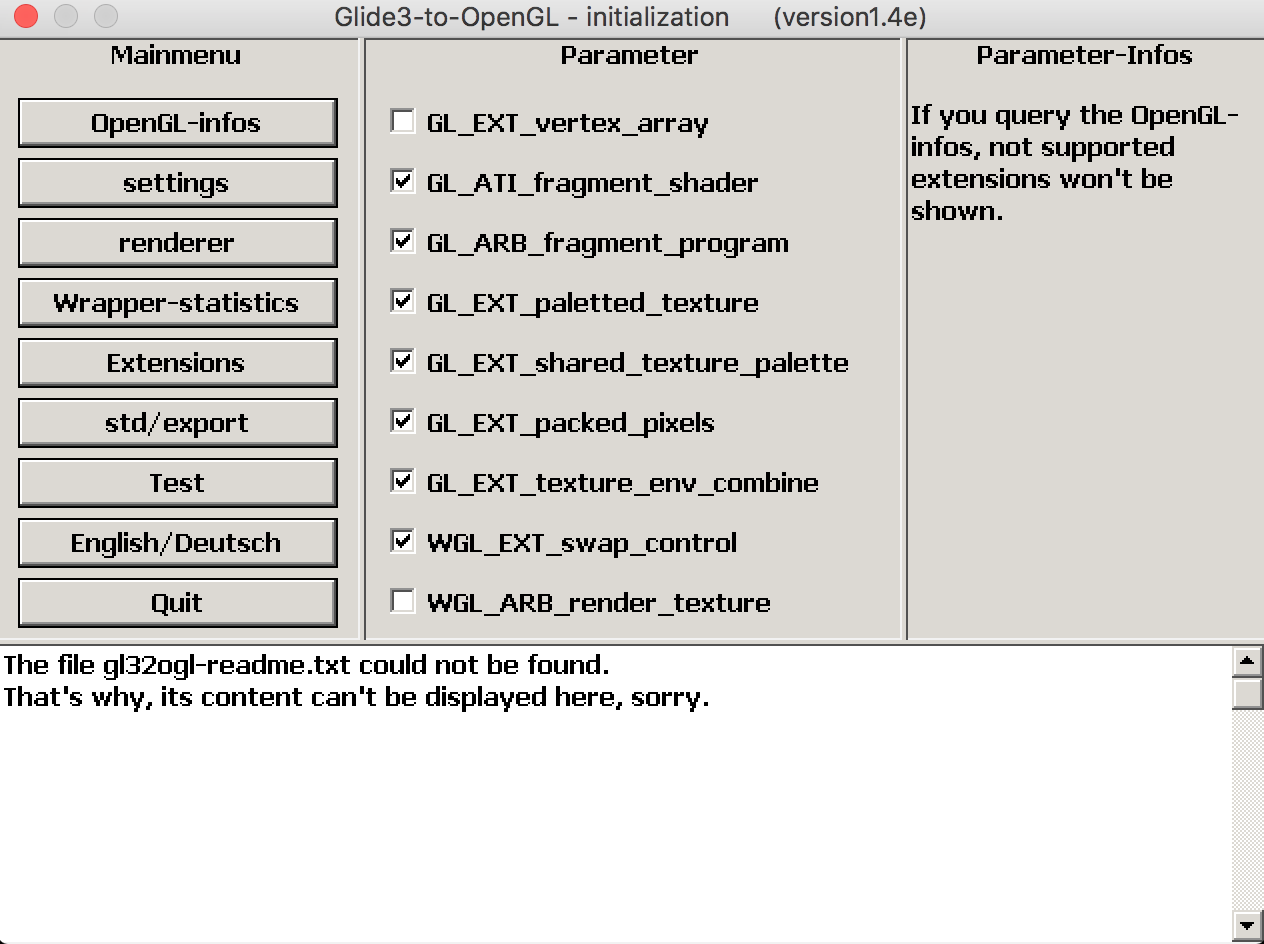 Glide3-to-OpenGL - initialization (version1.4e)
Mainmenu
OpenGL-infos
settings
renderer
Wrapper-statistics
Extensions
std/export
Test
English/Deutsch
Quit
Parameter
GL_EXT_vertex_array
GL_ATI_fragment_shader
GL_ARB_fragment_program
GL_EXT_paletted_texture
GL_EXT_shared_texture_palette
GL_EXT_packed_pixels
GL_EXT_texture_env_combine
WGL_EXT_swap_control
WGL_ARB_render_texture
Parameter-Infos
If you query the OpenGL-
infos, not supported
extensions won't be
shown.
The file gl32ogl-readme.txt could not be found.
That's why, its content can't be displayed here, sorry.